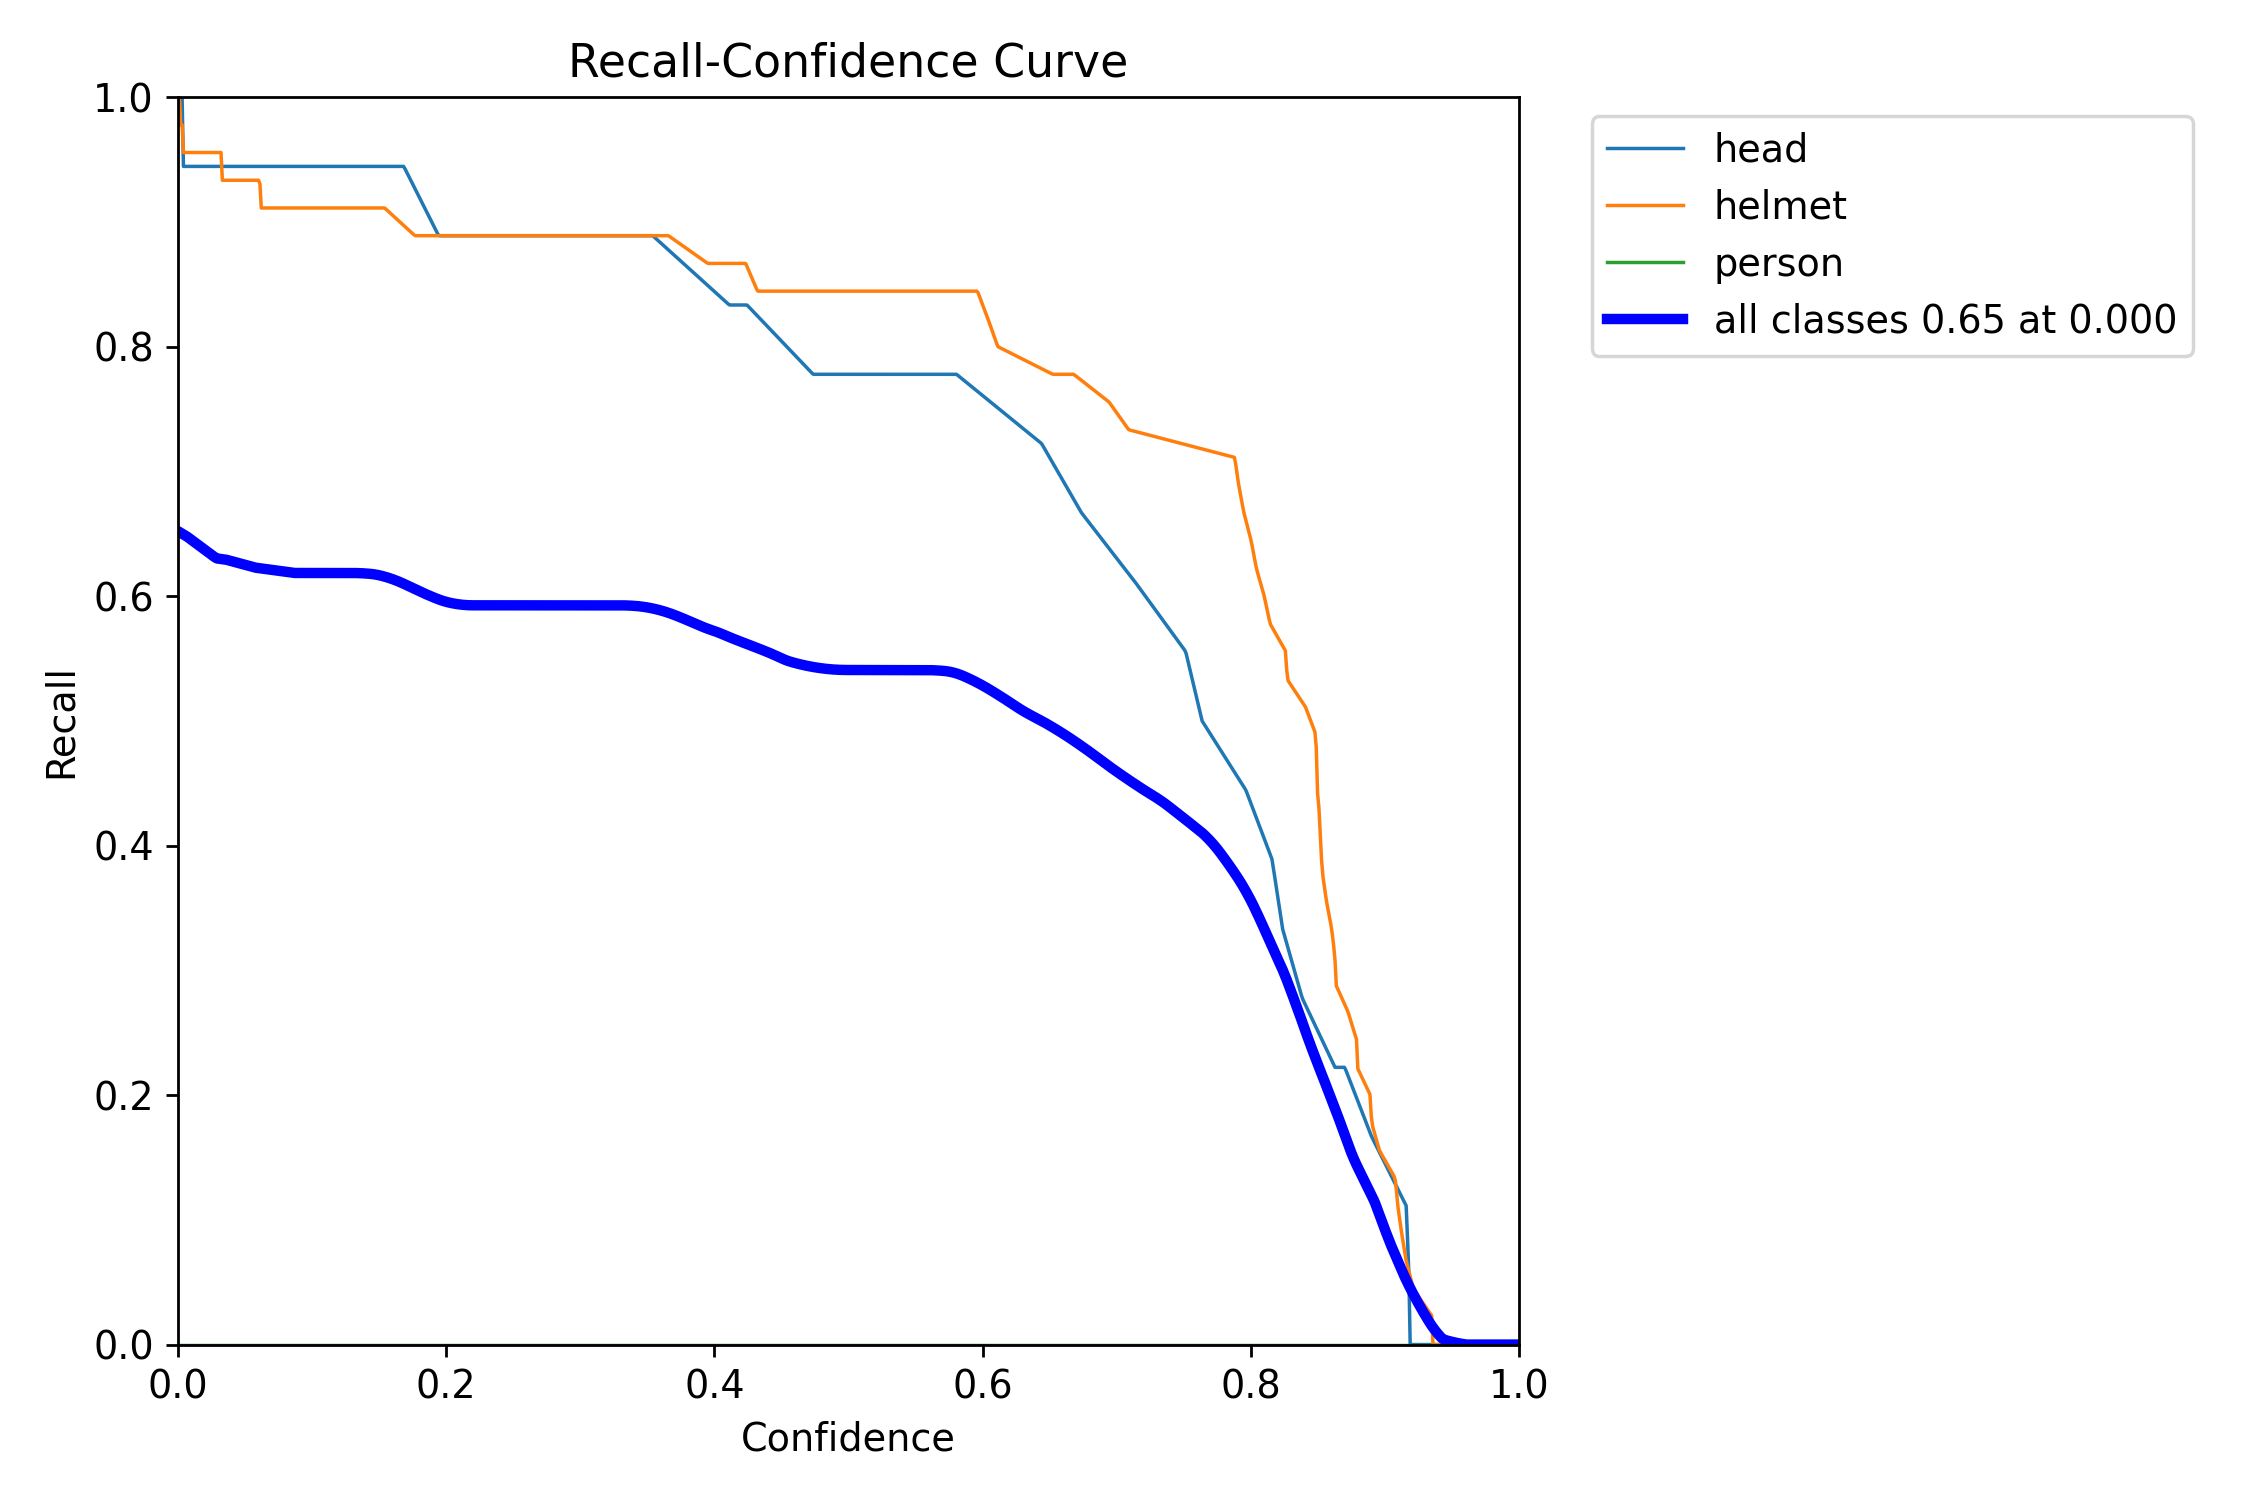 Recall-Confidence Curve
1.0
0.8
0.6
0.4
0.2
0.0
Recall
0.0 0.2 0.4 0.6 0.8 1.0
Confidence
head
helmet
person
all classes 0.65 at 0.000